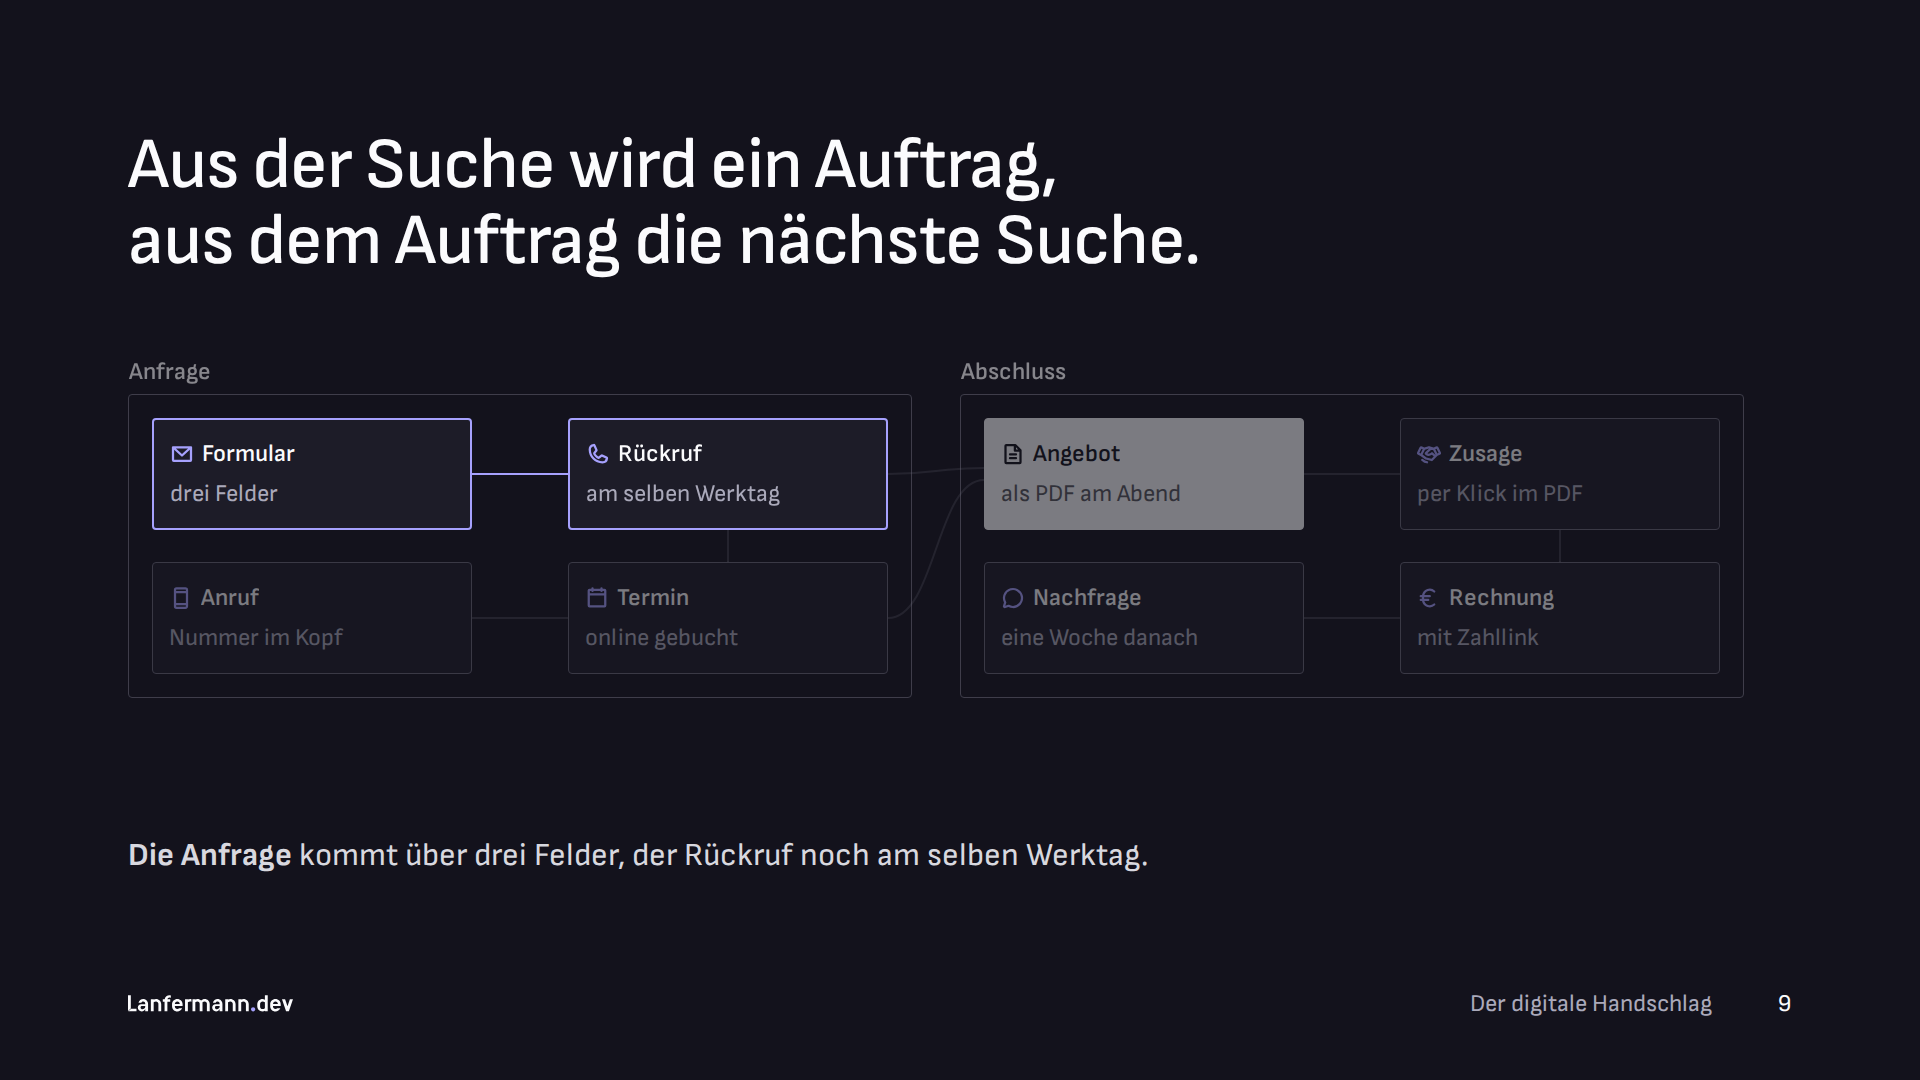 Aus der Suche wird ein Auftrag,
aus dem Auftrag die nächste Suche.
Anfrage
Formular
drei Felder
Rückruf
am selben Werktag
Anruf
Nummer im Kopf
Termin
online gebucht
Abschluss
Angebot
als PDF am Abend
Zusage
per Klick im PDF
Nachfrage
eine Woche danach
Rechnung
mit Zahllink
Die Anfrage kommt über drei Felder, der Rückruf noch am selben Werktag.
Lanfermann.dev
Der digitale Handschlag
9